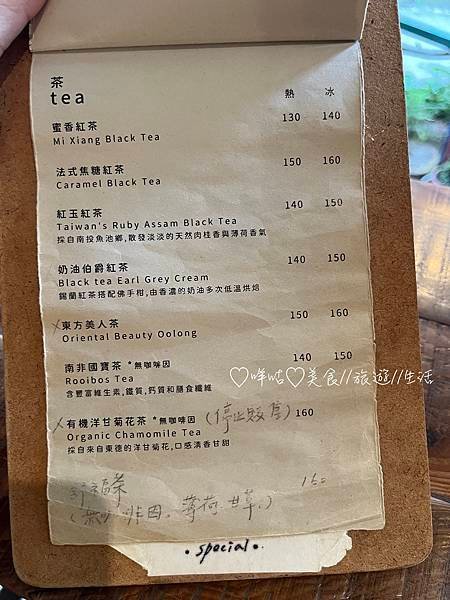 茶
tea
熱 冰
蜜香紅茶 130 140
Mi Xiang Black Tea
法式焦糖紅茶 150 160
Caramel Black Tea
紅玉紅茶 140 150
Taiwan's Ruby Assam Black Tea
採自南投魚池鄉,散發淡淡的天然肉桂香與薄荷香氣
奶油伯爵紅茶 140 150
Black tea Earl Grey Cream
錫蘭紅茶搭配佛手柑,由香濃的奶油多次低溫烘焙
x東方美人茶 150 160
Oriental Beauty Oolong
南非國寶茶 *無咖啡因 140 150
Rooibos Tea
含豐富維生素,鐵質,鈣質和膳食纖維
♡咩咕♡美食//旅遊//生活
x有機洋甘菊花茶 *無咖啡因 (停止販售) 160
Organic Chamomile Tea
採自來自東德的洋甘菊花,口感清香甘甜
福茶 160
啡因。薄荷.甘草.)
•special•